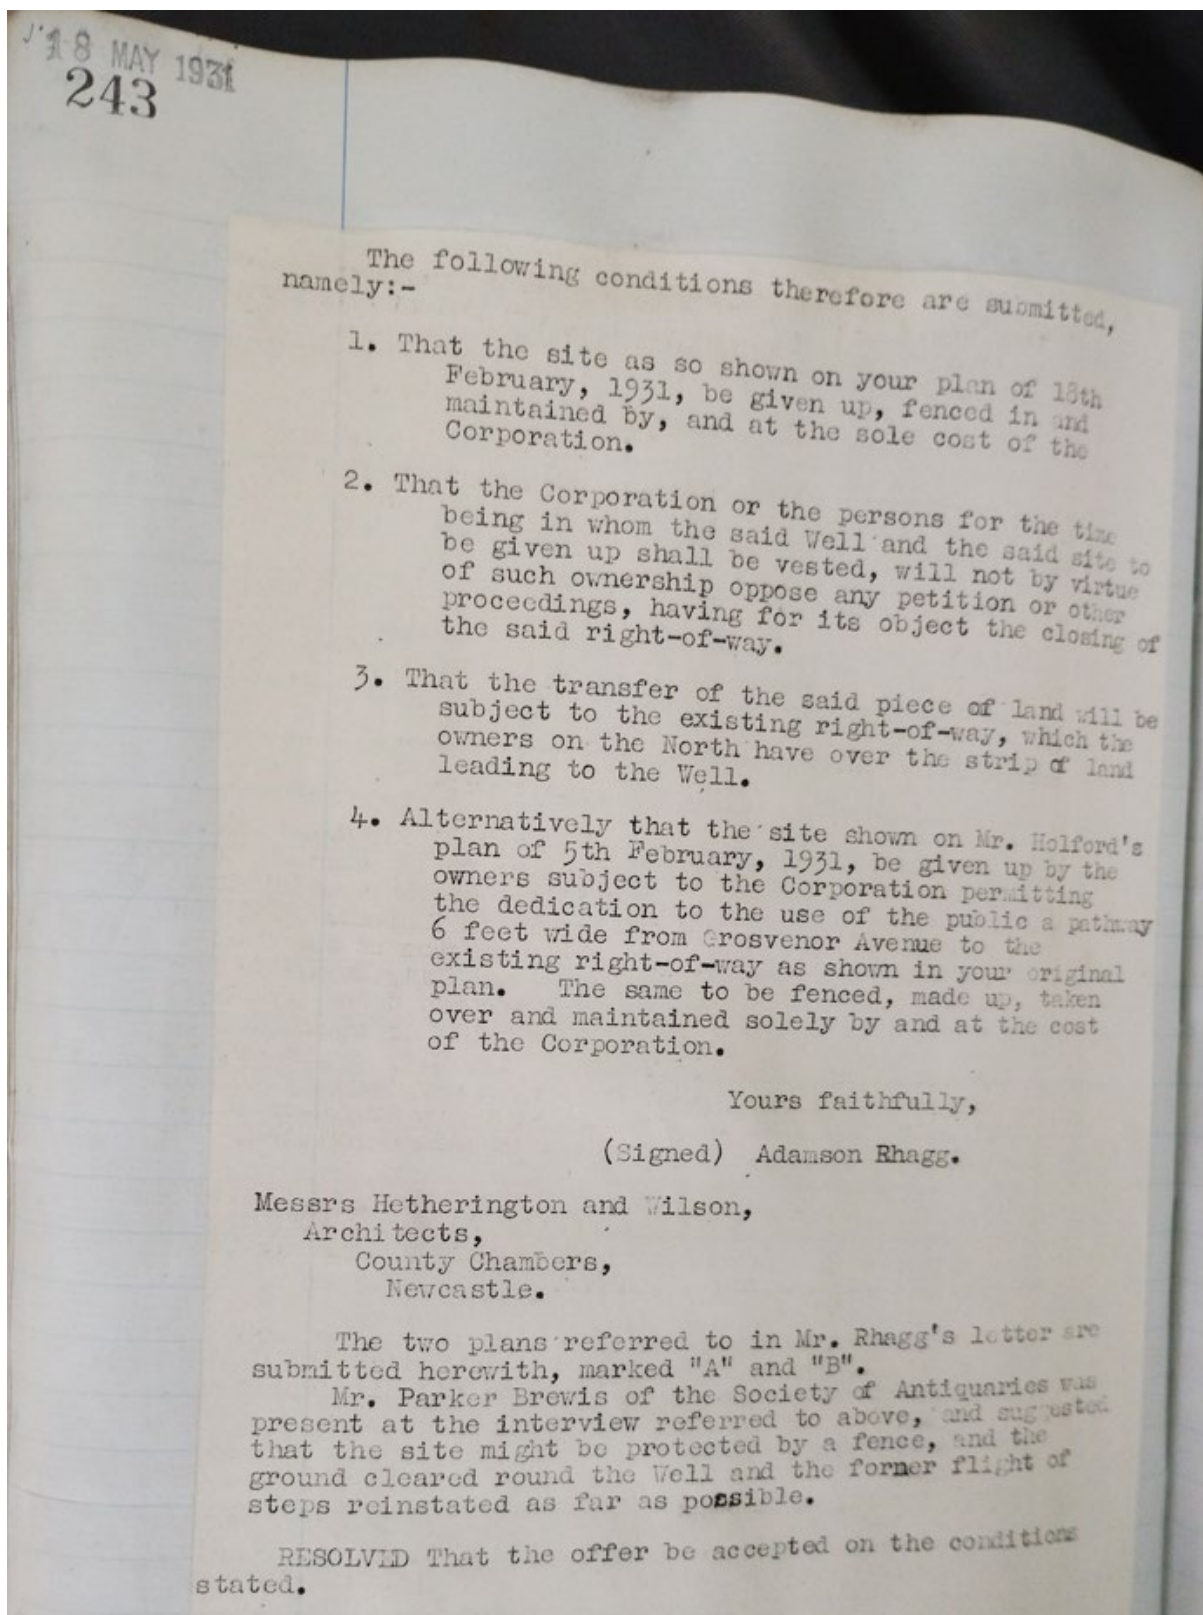 18 MAY 1931
243
The following conditions therefore are submitted,
namely:-
1. That the site as so shown on your plan of 18th
February, 1931, be given up, fenced in and
maintained by, and at the sole cost of the
Corporation.
2. That the Corporation or the persons for the time
being in whom the said Well and the said site to
be given up shall be vested, will not by virtue
of such ownership oppose any petition or other
proceedings, having for its object the closing of
the said right-of-way.
3. That the transfer of the said piece of land will be
subject to the existing right-of-way, which the
owners on the North have over the strip of land
leading to the Well.
4. Alternatively that the site shown on Mr. Holford's
plan of 5th February, 1931, be given up by the
owners subject to the Corporation permitting
the dedication to the use of the public a pathway
6 feet wide from Grosvenor Avenue to the
existing right-of-way as shown in your original
plan. The same to be fenced, made up, taken
over and maintained solely by and at the cost
of the Corporation.
Yours faithfully,
(Signed) Adamson Rhagg.
Messrs Hetherington and Wilson,
Architects,
County Chambers,
Newcastle.
The two plans referred to in Mr. Rhagg's letter are
submitted herewith, marked "A" and "B".
Mr. Parker Brewis of the Society of Antiquaries was
present at the interview referred to above, and suggested
that the site might be protected by a fence, and the
ground cleared round the Well and the former flight of
steps reinstated as far as possible.
RESOLVED That the offer be accepted on the conditions
stated.